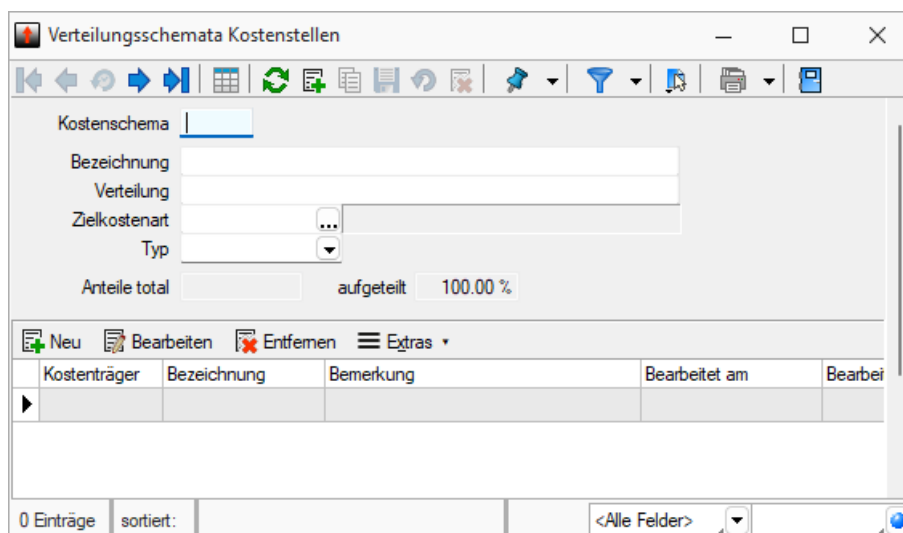 Verteilungsschemata Kostenstellen
Kostenschema
Bezeichnung
Verteilung
Zielkostenart ...
Typ
Anteile total aufgeteilt 100.00 %
Neu Bearbeiten Entfernen Extras
Kostenträger Bezeichnung Bemerkung Bearbeitet am Bearbeit
0 Einträge sortiert: <Alle Felder>